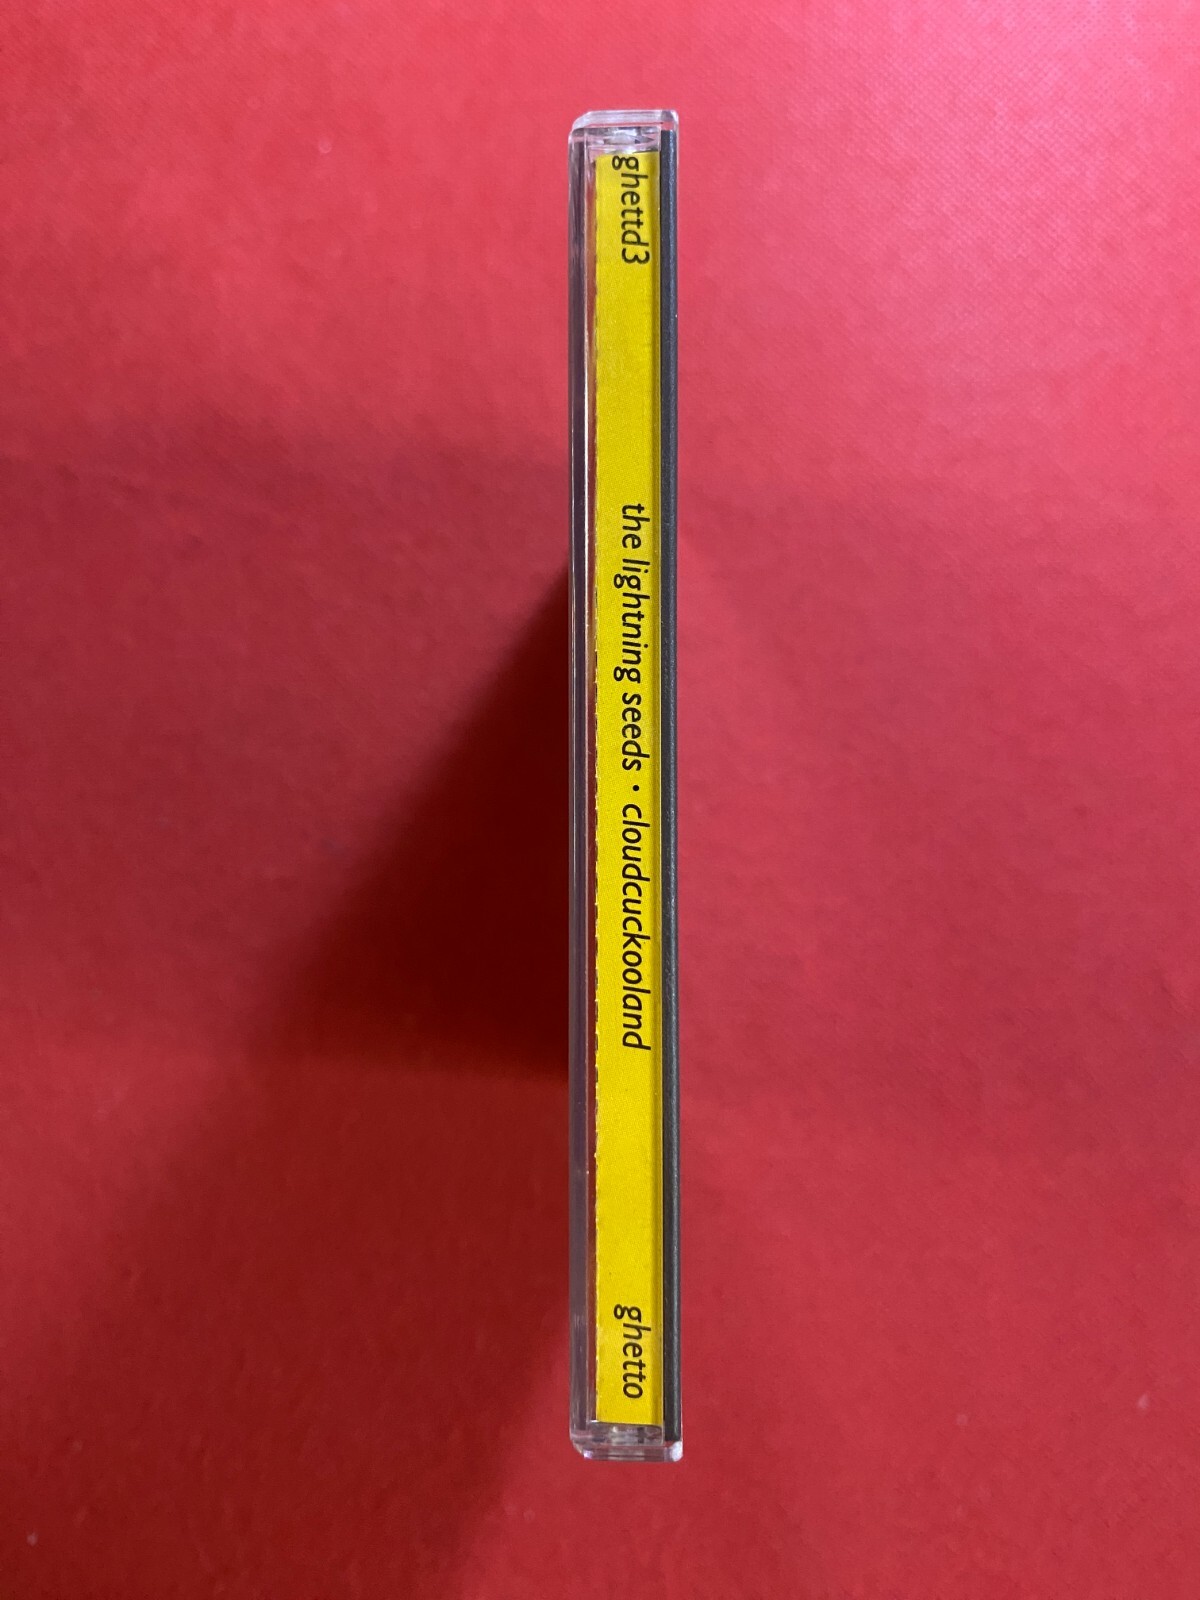 ghettd3
the lightning seeds · cloudcuckooland
ghetto